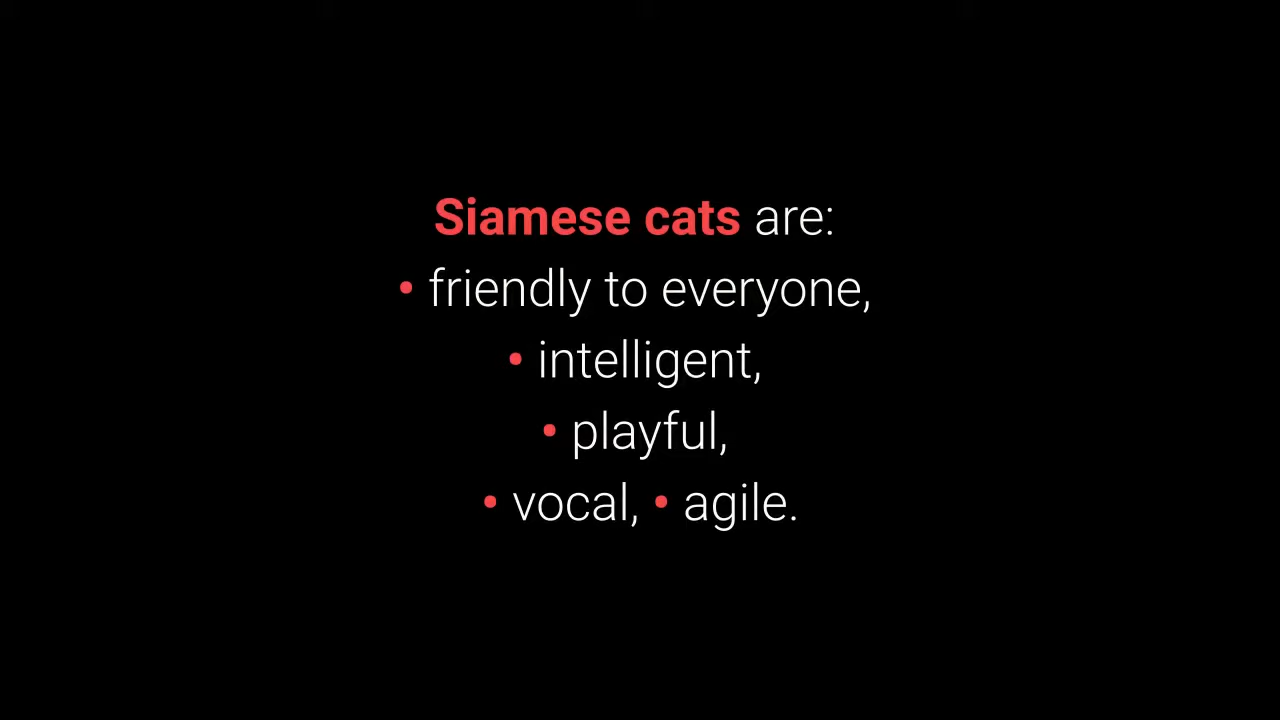 Siamese cats are:
• friendly to everyone,
• intelligent,
• playful,
• vocal, • agile.